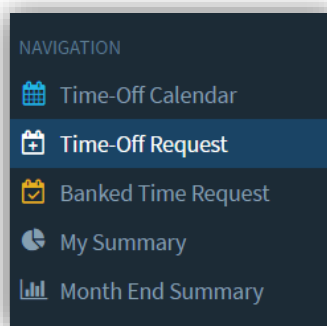 NAVIGATION
Time-Off Calendar
Time-Off Request
Banked Time Request
My Summary
Month End Summary